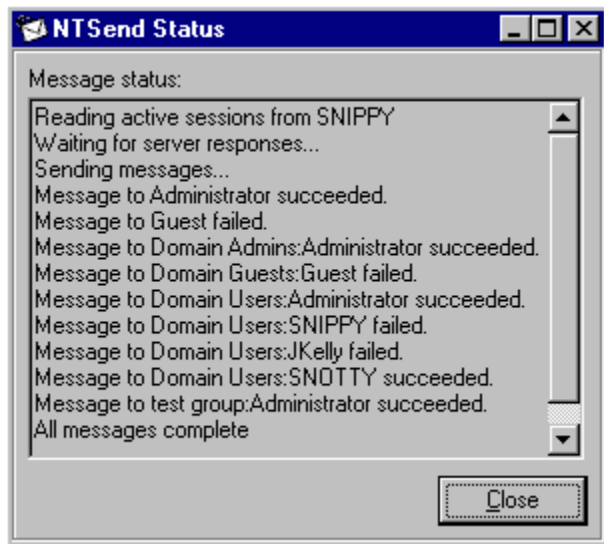 NTSend Status
Message status:
Reading active sessions from SNIPPY
Waiting for server responses...
Sending messages...
Message to Administrator succeeded.
Message to Guest failed.
Message to Domain Admins:Administrator succeeded.
Message to Domain Guests:Guest failed.
Message to Domain Users:Administrator succeeded.
Message to Domain Users:SNIPPY failed.
Message to Domain Users:JKelly failed.
Message to Domain Users:SNOTTY succeeded.
Message to test group:Administrator succeeded.
All messages complete
Close